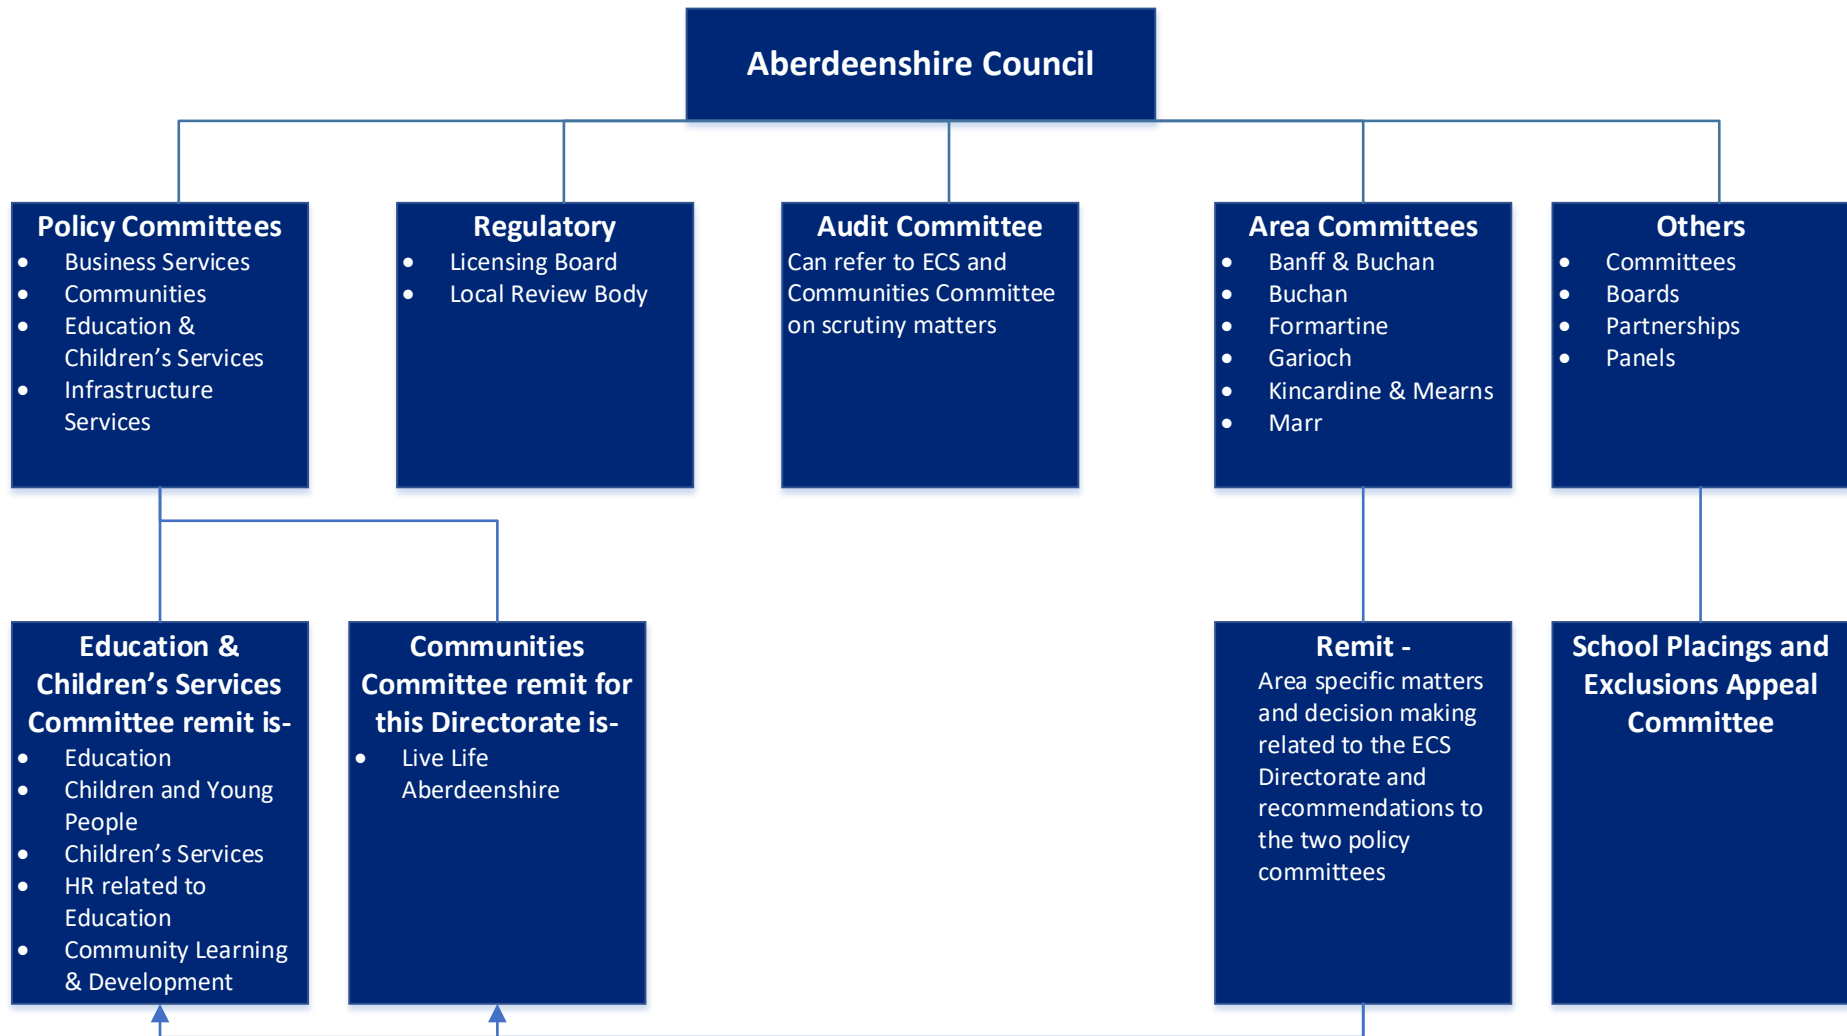 Aberdeenshire Council
Policy Committees
• Business Services
• Communities
• Education &
Children’s Services
• Infrastructure
Services
Regulatory
• Licensing Board
• Local Review Body
Audit Committee
Can refer to ECS and
Communities Committee
on scrutiny matters
Area Committees
• Banff & Buchan
• Buchan
• Formartine
• Garioch
• Kincardine & Mearns
• Marr
Others
• Committees
• Boards
• Partnerships
• Panels
Education &
Children’s Services
Committee remit is-
• Education
• Children and Young
People
• Children’s Services
• HR related to
Education
• Community Learning
& Development
Communities
Committee remit for
this Directorate is-
• Live Life
Aberdeenshire
Remit -
Area specific matters
and decision making
related to the ECS
Directorate and
recommendations to
the two policy
committees
School Placings and
Exclusions Appeal
Committee